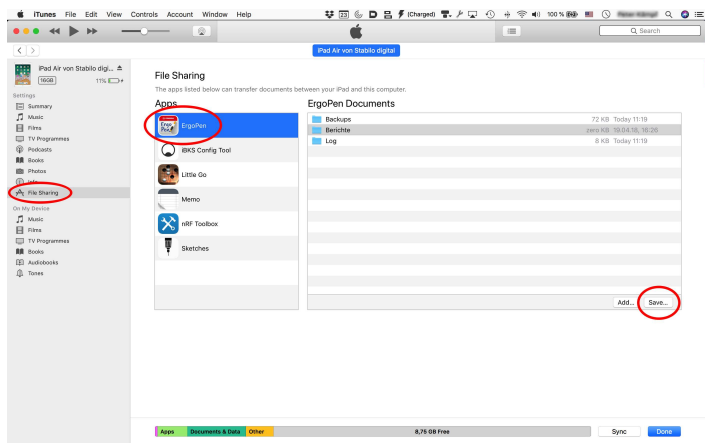 iTunes File Edit View Controls Account Window Help 23 (Charged) 100 %
Q Search
iPad Air von Stabilo digital
iPad Air von Stabilo digi...
16GB 11%
Settings
Summary
Music
Films
TV Programmes
Podcasts
Books
Photos
Info
File Sharing
On My Device
Music
Films
TV Programmes
Books
Audiobooks
Tones
File Sharing
The apps listed below can transfer documents between your iPad and this computer.
Apps
ErgoPen
iBKS Config Tool
Little Go
Memo
nRF Toolbox
Sketches
ErgoPen Documents
Backups 72 KB Today 11:19
Berichte zero KB 19.04.18, 16:26
Log 8 KB Today 11:19
Add... Save...
Apps Documents & Data Other 8,75 GB Free Sync Done